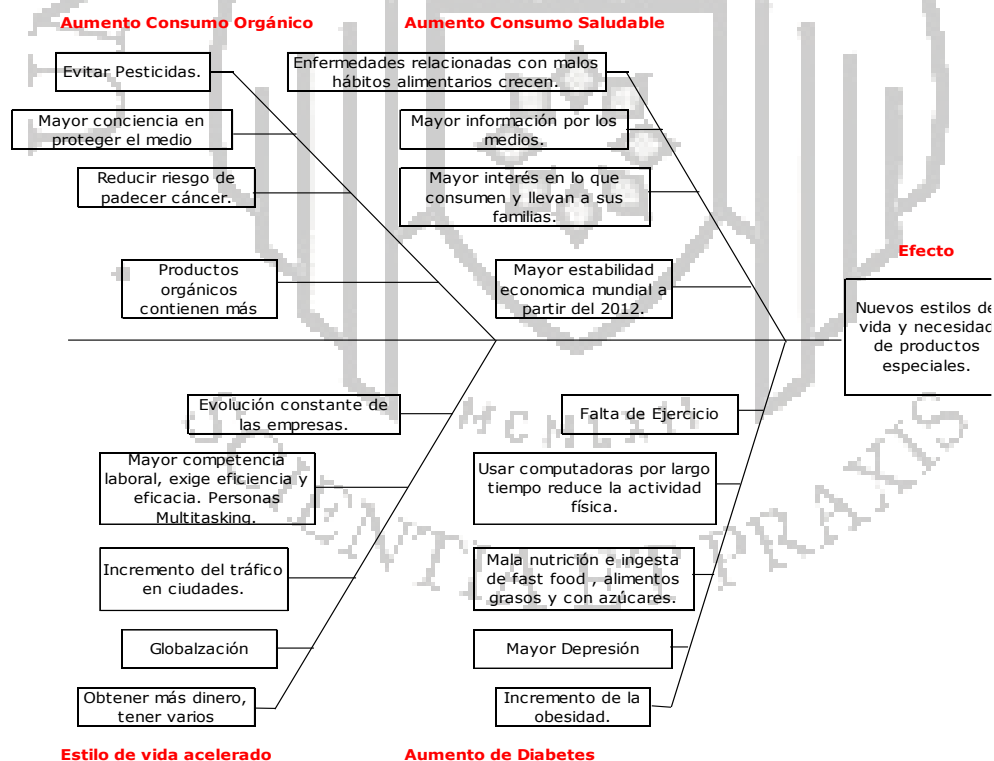 Aumento Consumo Orgánico
Evitar Pesticidas.
Mayor conciencia en
proteger el medio
Reducir riesgo de
padecer cáncer.
Productos
orgánicos
contienen más
Aumento Consumo Saludable
Enfermedades relacionadas con malos
hábitos alimentarios crecen.
Mayor información por los
medios.
Mayor interés en lo que
consumen y llevan a sus
familias.
Mayor estabilidad
economica mundial a
partir del 2012.
Efecto
Nuevos estilos de
vida y necesidad
de productos
especiales.
Evolución constante de
las empresas.
Mayor competencia
laboral, exige eficiencia y
eficacia. Personas
Multitasking.
Incremento del tráfico
en ciudades.
Globalzación
Obtener más dinero,
tener varios
Estilo de vida acelerado
Falta de Ejercicio
Usar computadoras por largo
tiempo reduce la actividad
física.
Mala nutrición e ingesta
de fast food , alimentos
grasos y con azúcares.
Mayor Depresión
Incremento de la
obesidad.
Aumento de Diabetes
MCMLXII
SCIENTIA ET PRAXIS